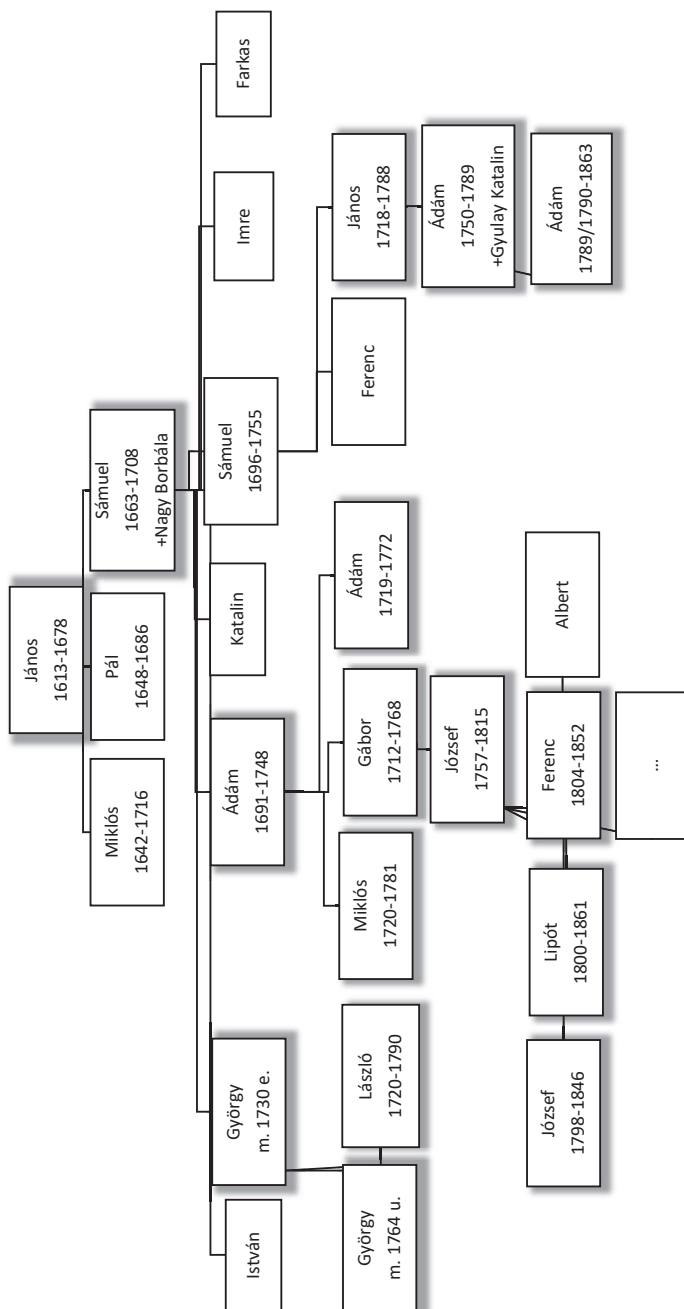 János
1613-1678
Miklós
1642-1716
Pál
1648-1686
Sámuel
1663-1708
+Nagy Borbála
István
György
m. 1730 e.
Ádám
1691-1748
Katalin
Sámuel
1696-1755
Imre
Farkas
György
m. 1764 u.
László
1720-1790
Miklós
1720-1781
Gábor
1712-1768
Ádám
1719-1772
Ferenc
János
1718-1788
József
1757-1815
Ádám
1750-1789
+Gyulay Katalin
József
1798-1846
Lipót
1800-1861
Ferenc
1804-1852
Albert
Ádám
1789/1790-1863
...